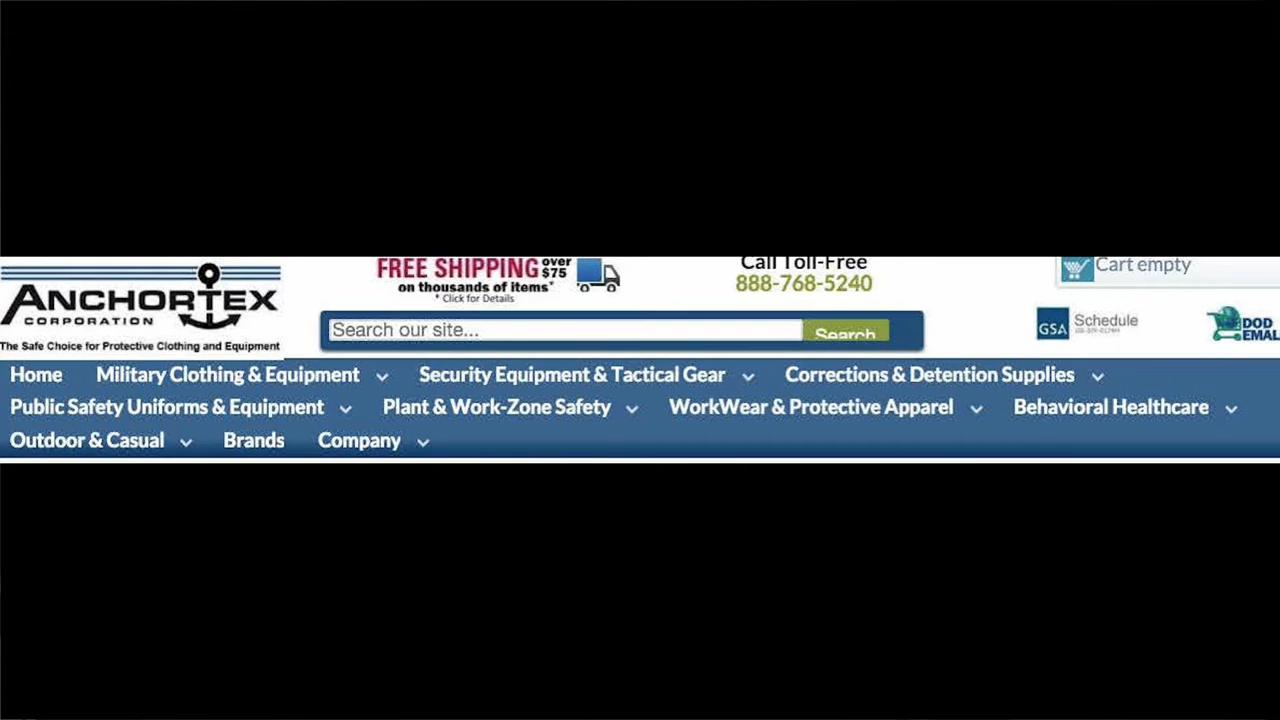 FREE SHIPPING over $75
on thousands of items*
* Click for Details
Call Toll-Free
888-768-5240
Cart empty
ANCHORTEX
CORPORATION
The Safe Choice for Protective Clothing and Equipment
Search our site...
Search
GSA Schedule
DOD
EMAL
Home Military Clothing & Equipment Security Equipment & Tactical Gear Corrections & Detention Supplies
Public Safety Uniforms & Equipment Plant & Work-Zone Safety WorkWear & Protective Apparel Behavioral Healthcare
Outdoor & Casual Brands Company